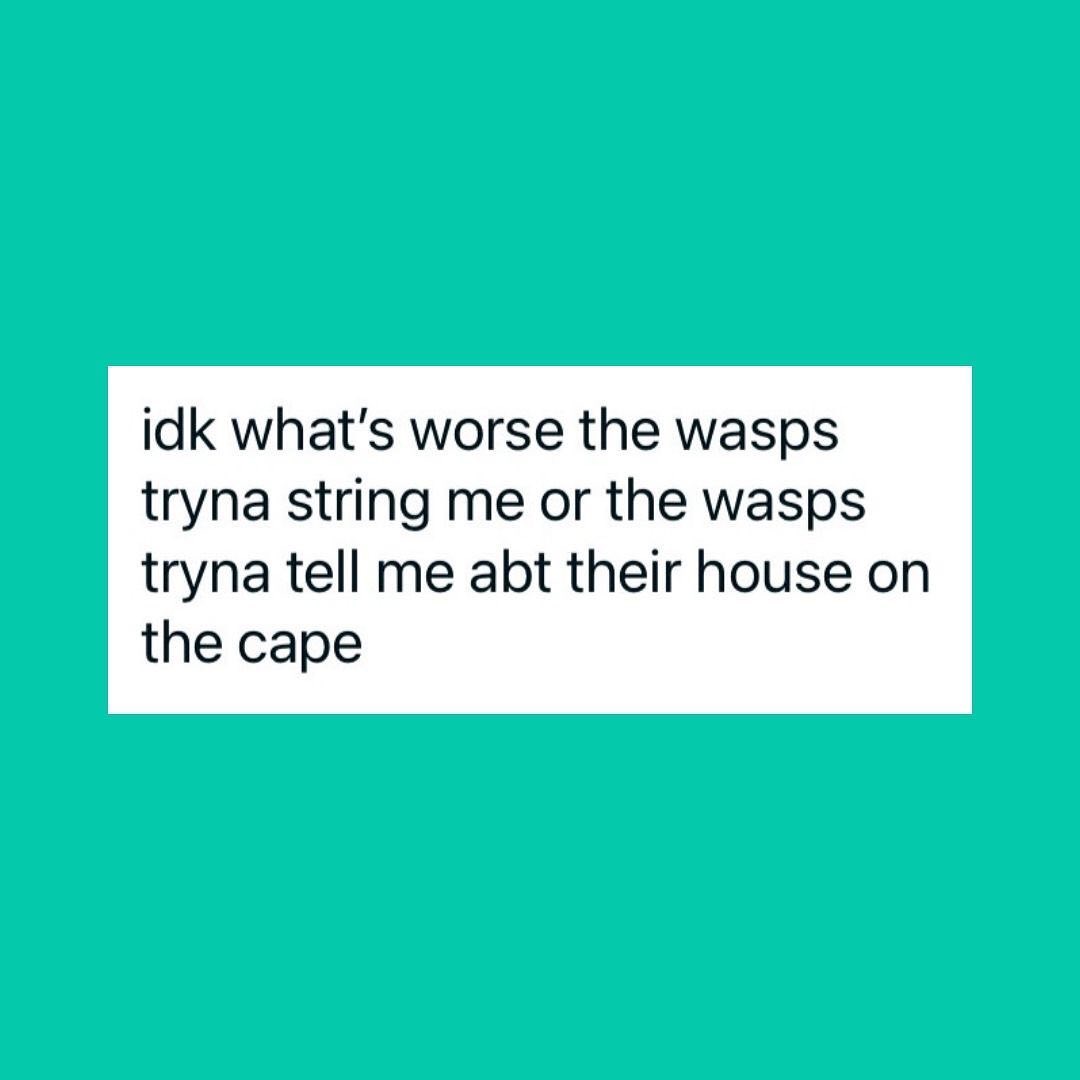 idk what’s worse the wasps
tryna string me or the wasps
tryna tell me abt their house on
the cape